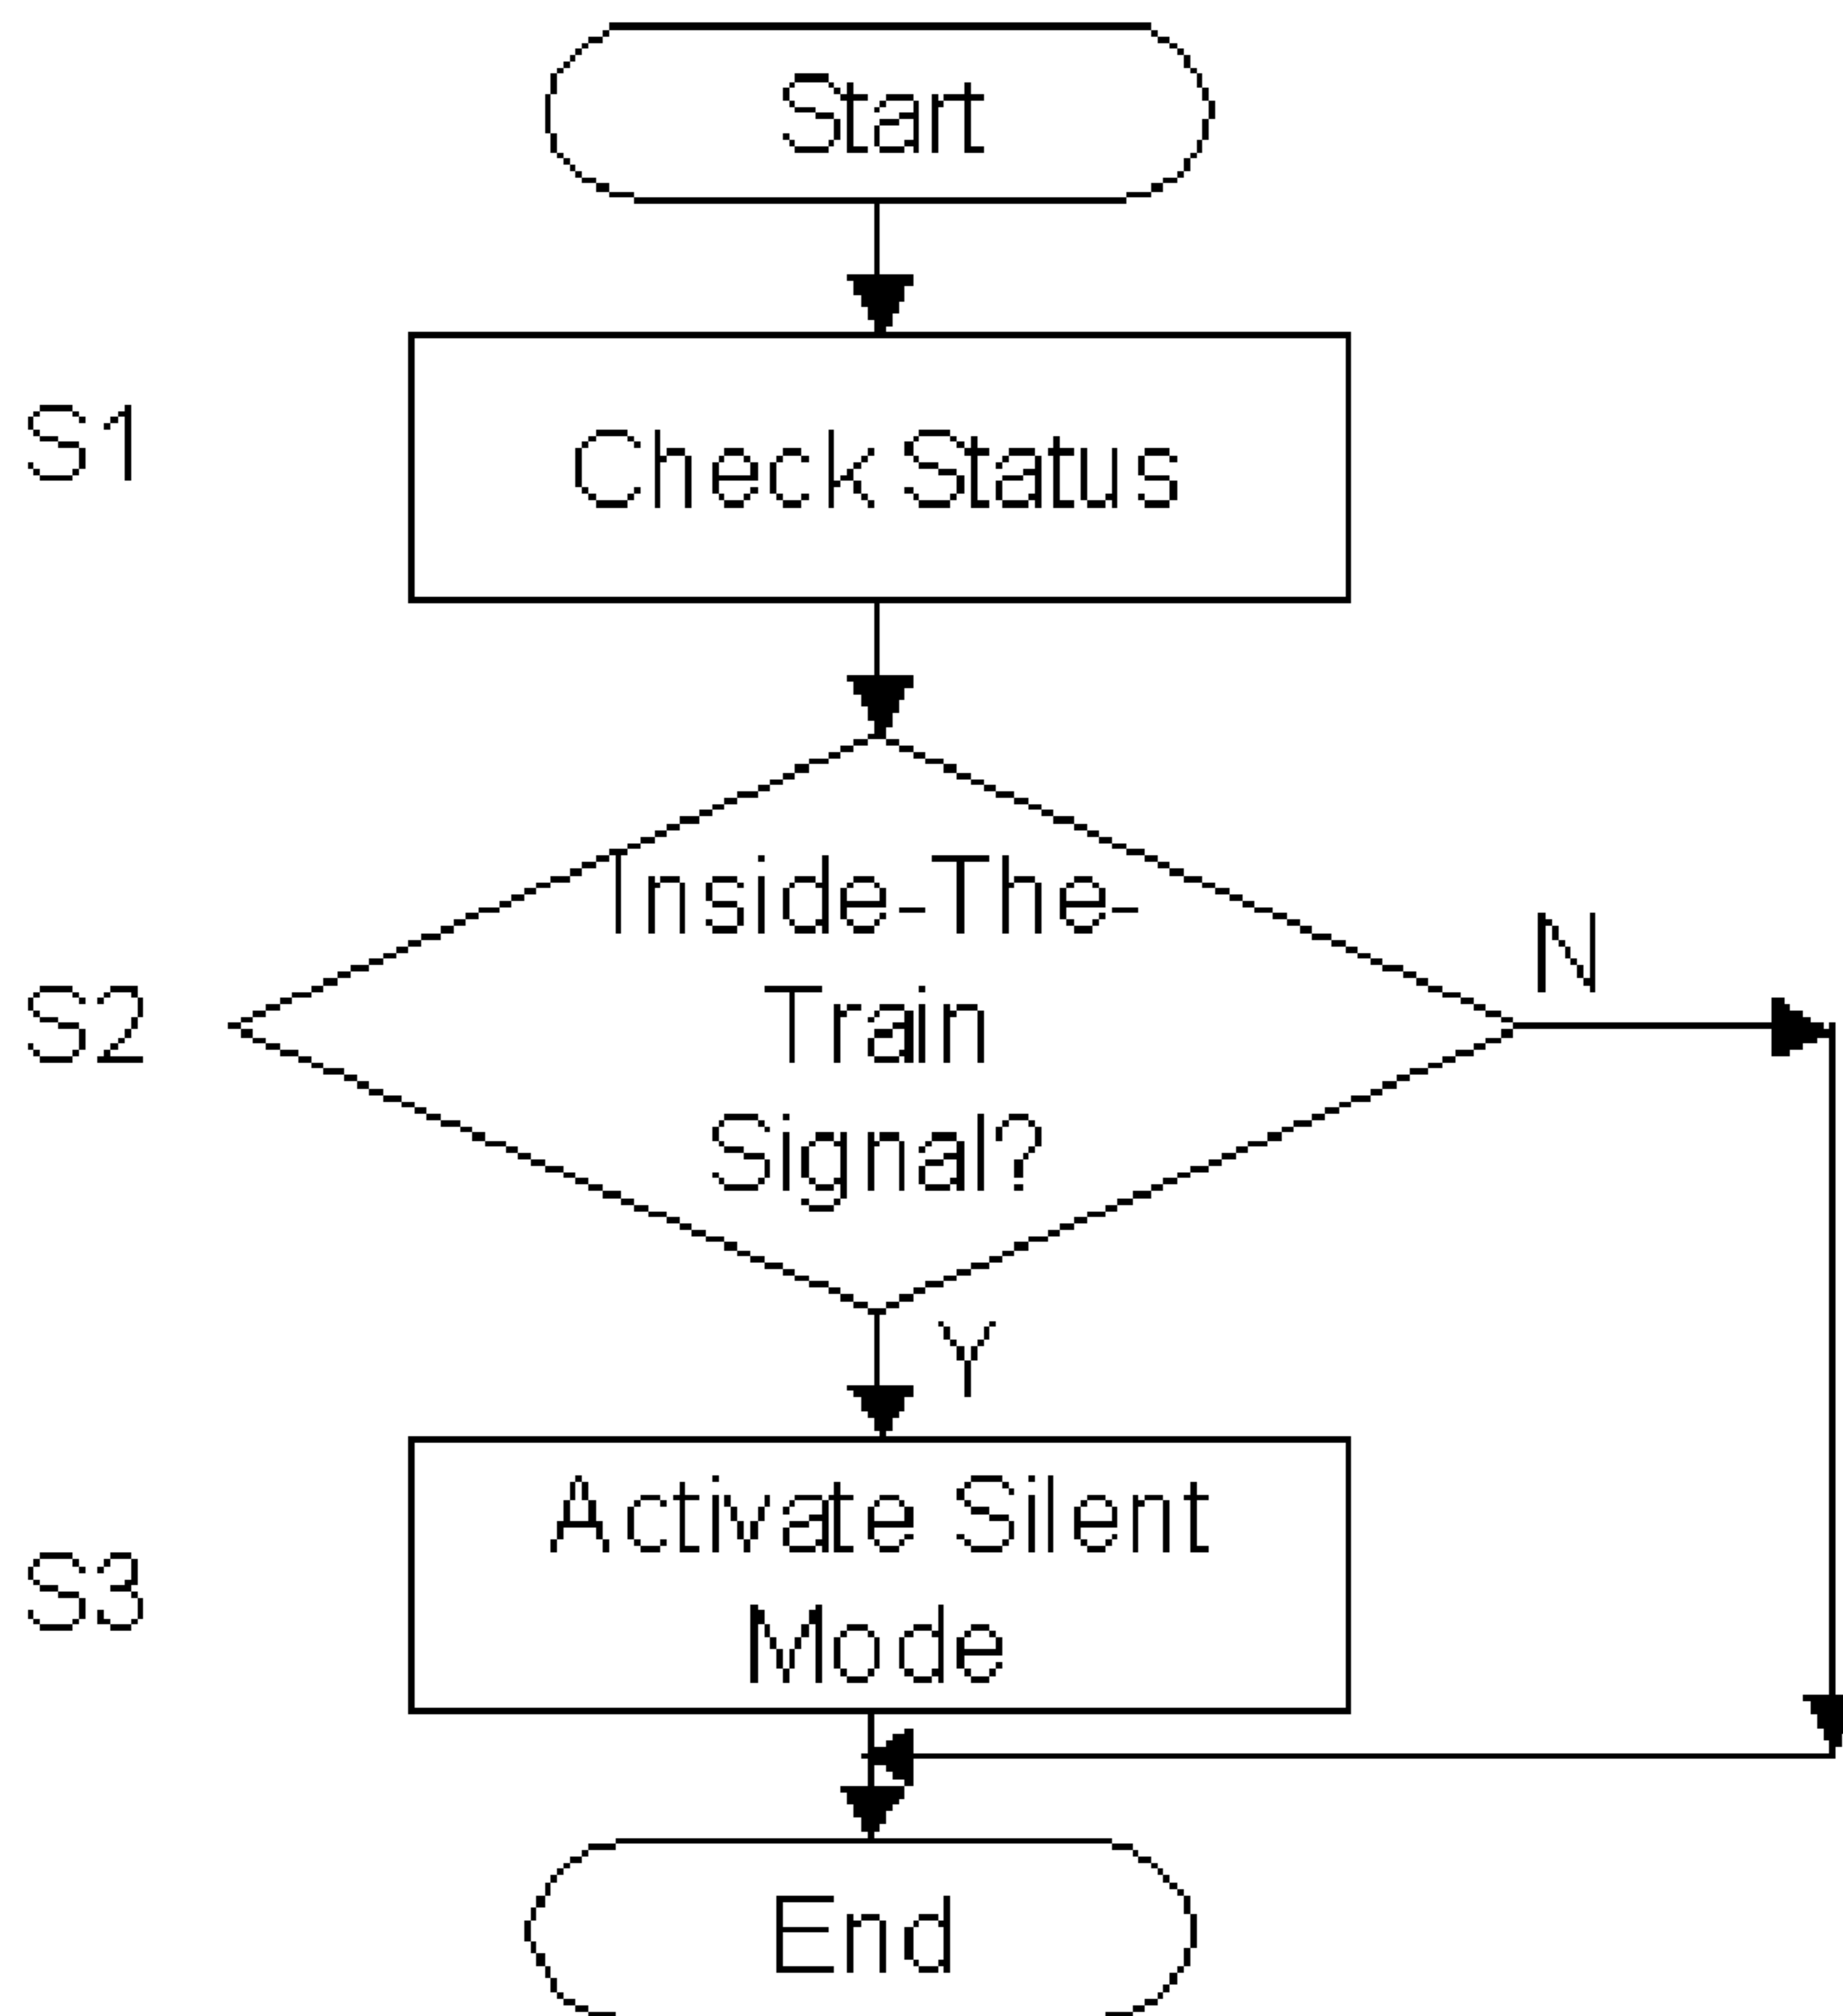 Start
S1
Check Status
Inside-The-
Train
Signal?
S2
N
Y
Activate Silent
Mode
S3
End